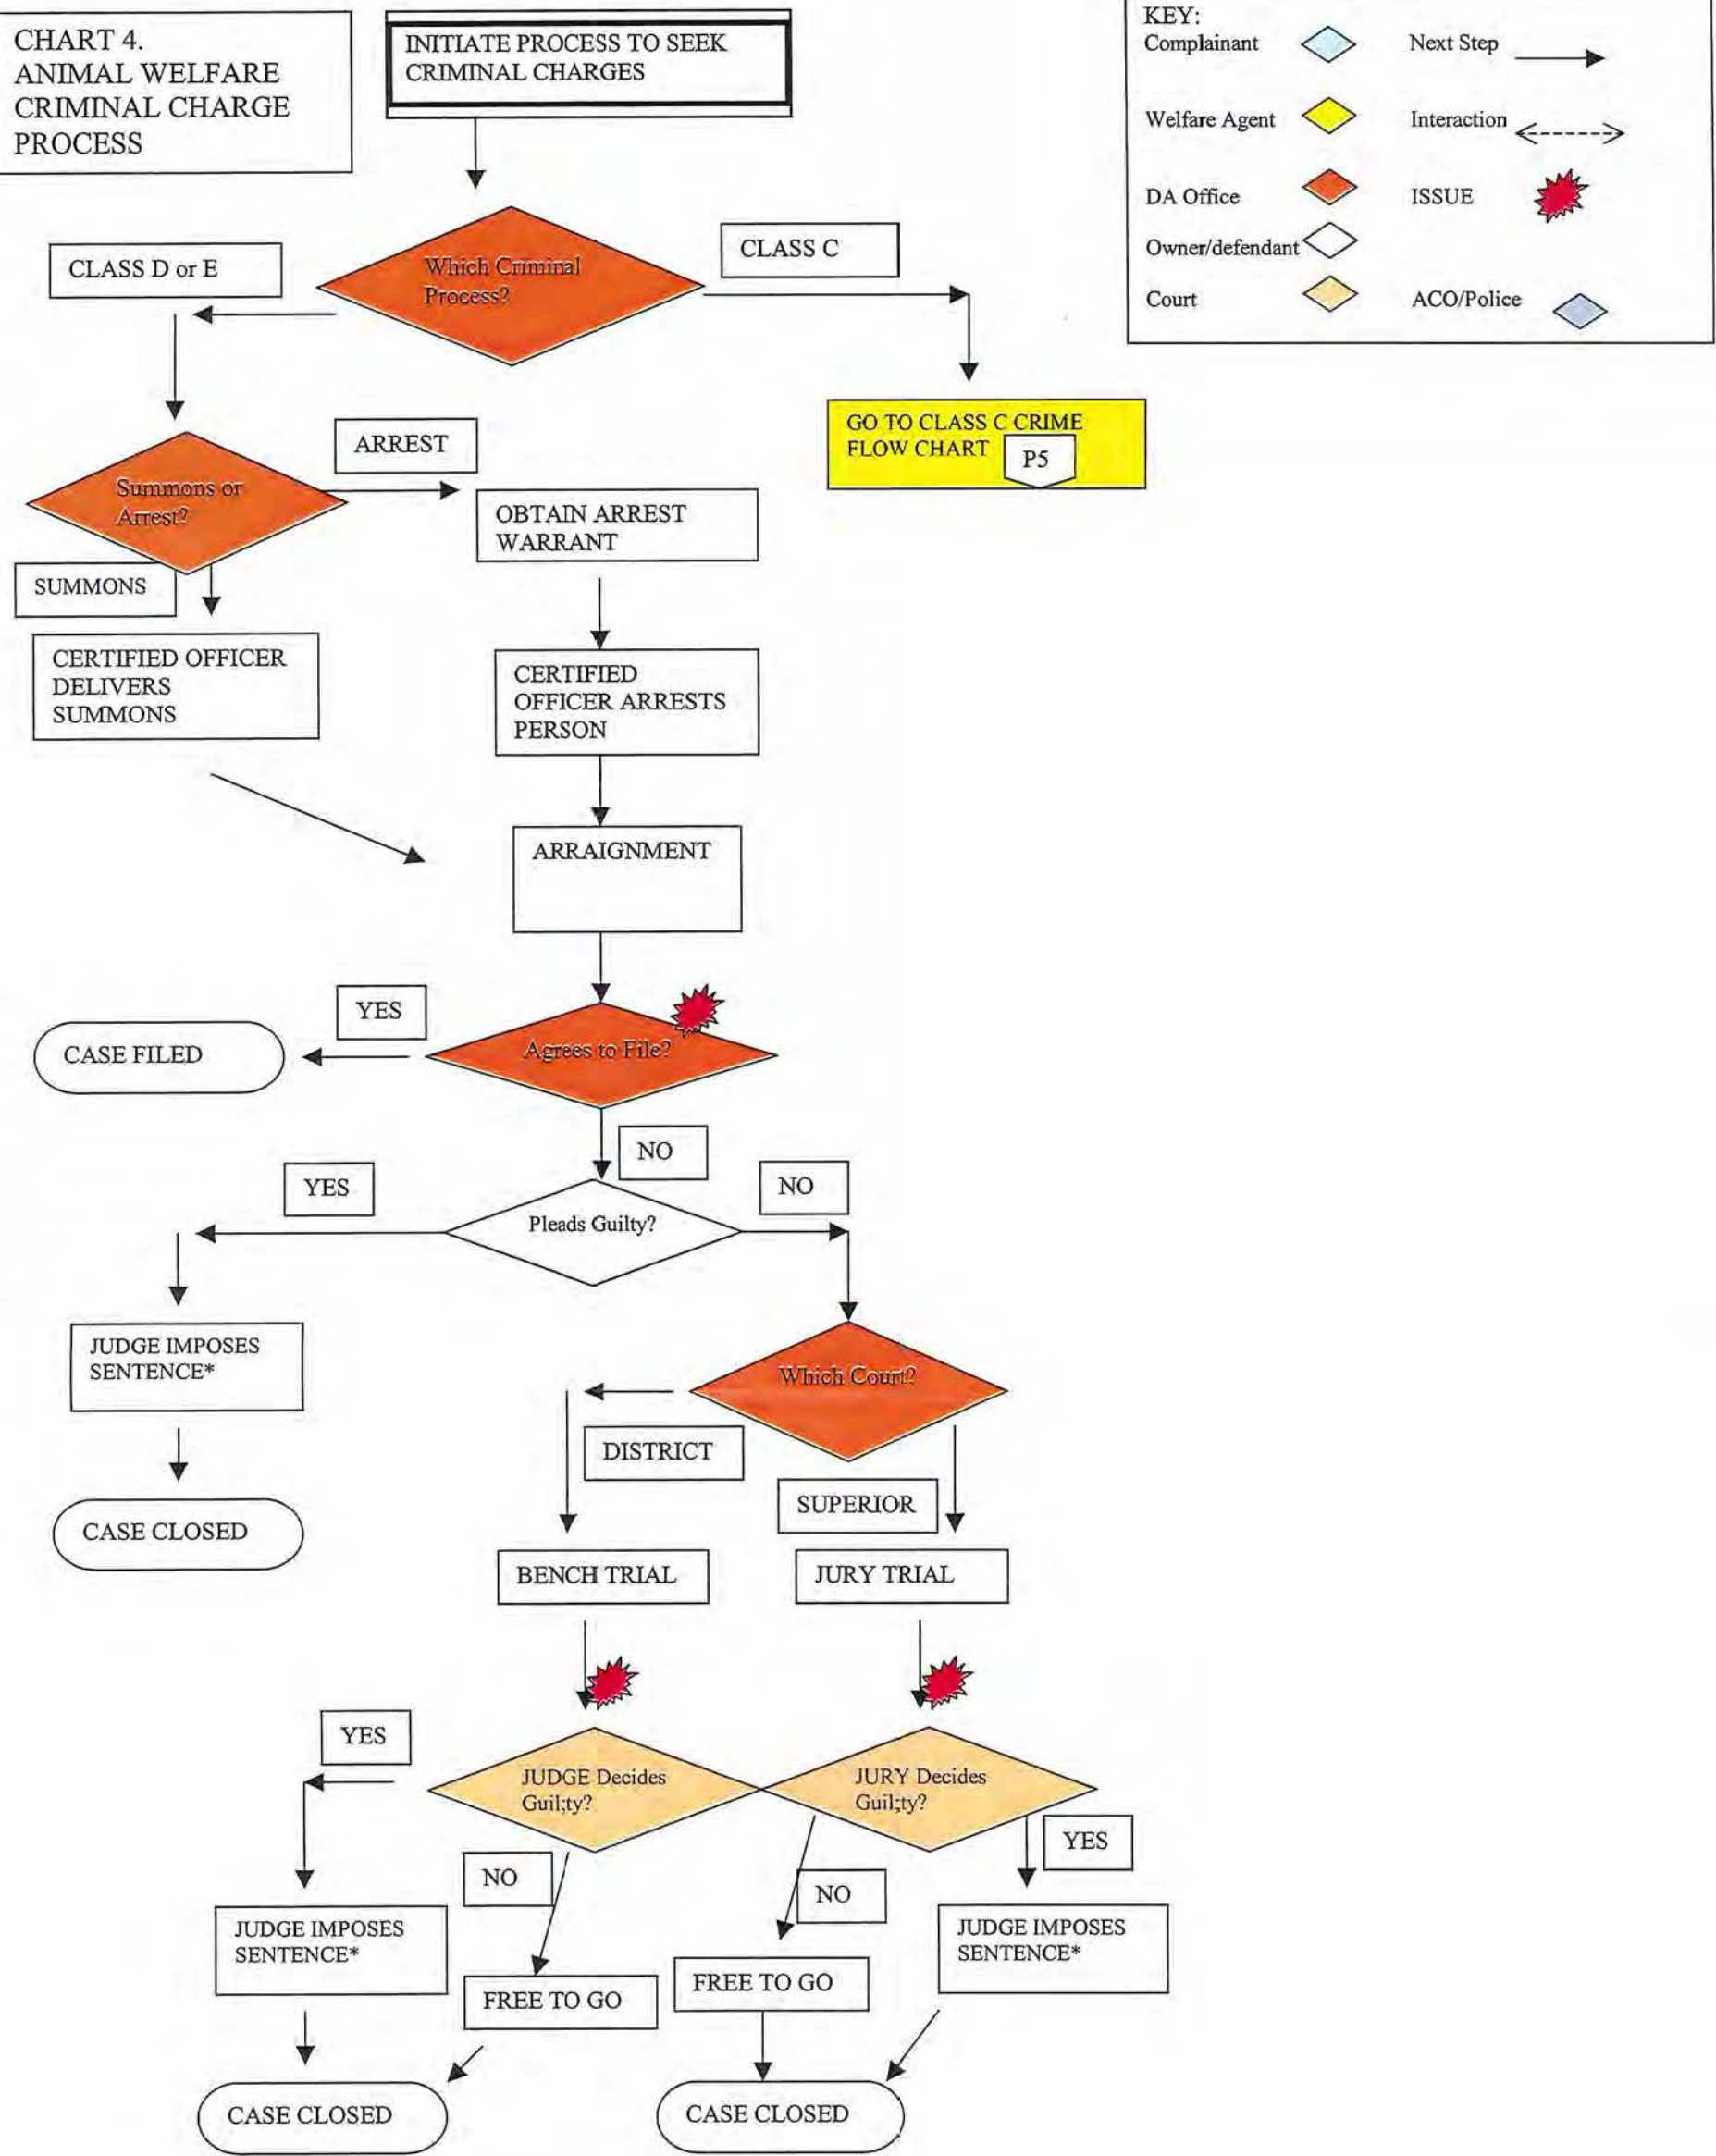 CHART 4.
ANIMAL WELFARE
CRIMINAL CHARGE
PROCESS
INITIATE PROCESS TO SEEK
CRIMINAL CHARGES
KEY:
Complainant
Next Step
Welfare Agent
Interaction
DA Office
ISSUE
Owner/defendant
Court
ACO/Police
CLASS D or E
Which Criminal
Process?
CLASS C
GO TO CLASS C CRIME
FLOW CHART
P5
Summons or
Arrest?
ARREST
OBTAIN ARREST
WARRANT
SUMMONS
CERTIFIED OFFICER
DELIVERS
SUMMONS
CERTIFIED
OFFICER ARRESTS
PERSON
ARRAIGNMENT
YES
CASE FILED
Agrees to File?
NO
YES
NO
Pleads Guilty?
JUDGE IMPOSES
SENTENCE*
Which Court?
DISTRICT
SUPERIOR
CASE CLOSED
BENCH TRIAL
JURY TRIAL
YES
JUDGE Decides
Guil;ty?
JURY Decides
Guil;ty?
YES
NO
NO
JUDGE IMPOSES
SENTENCE*
FREE TO GO
FREE TO GO
JUDGE IMPOSES
SENTENCE*
CASE CLOSED
CASE CLOSED